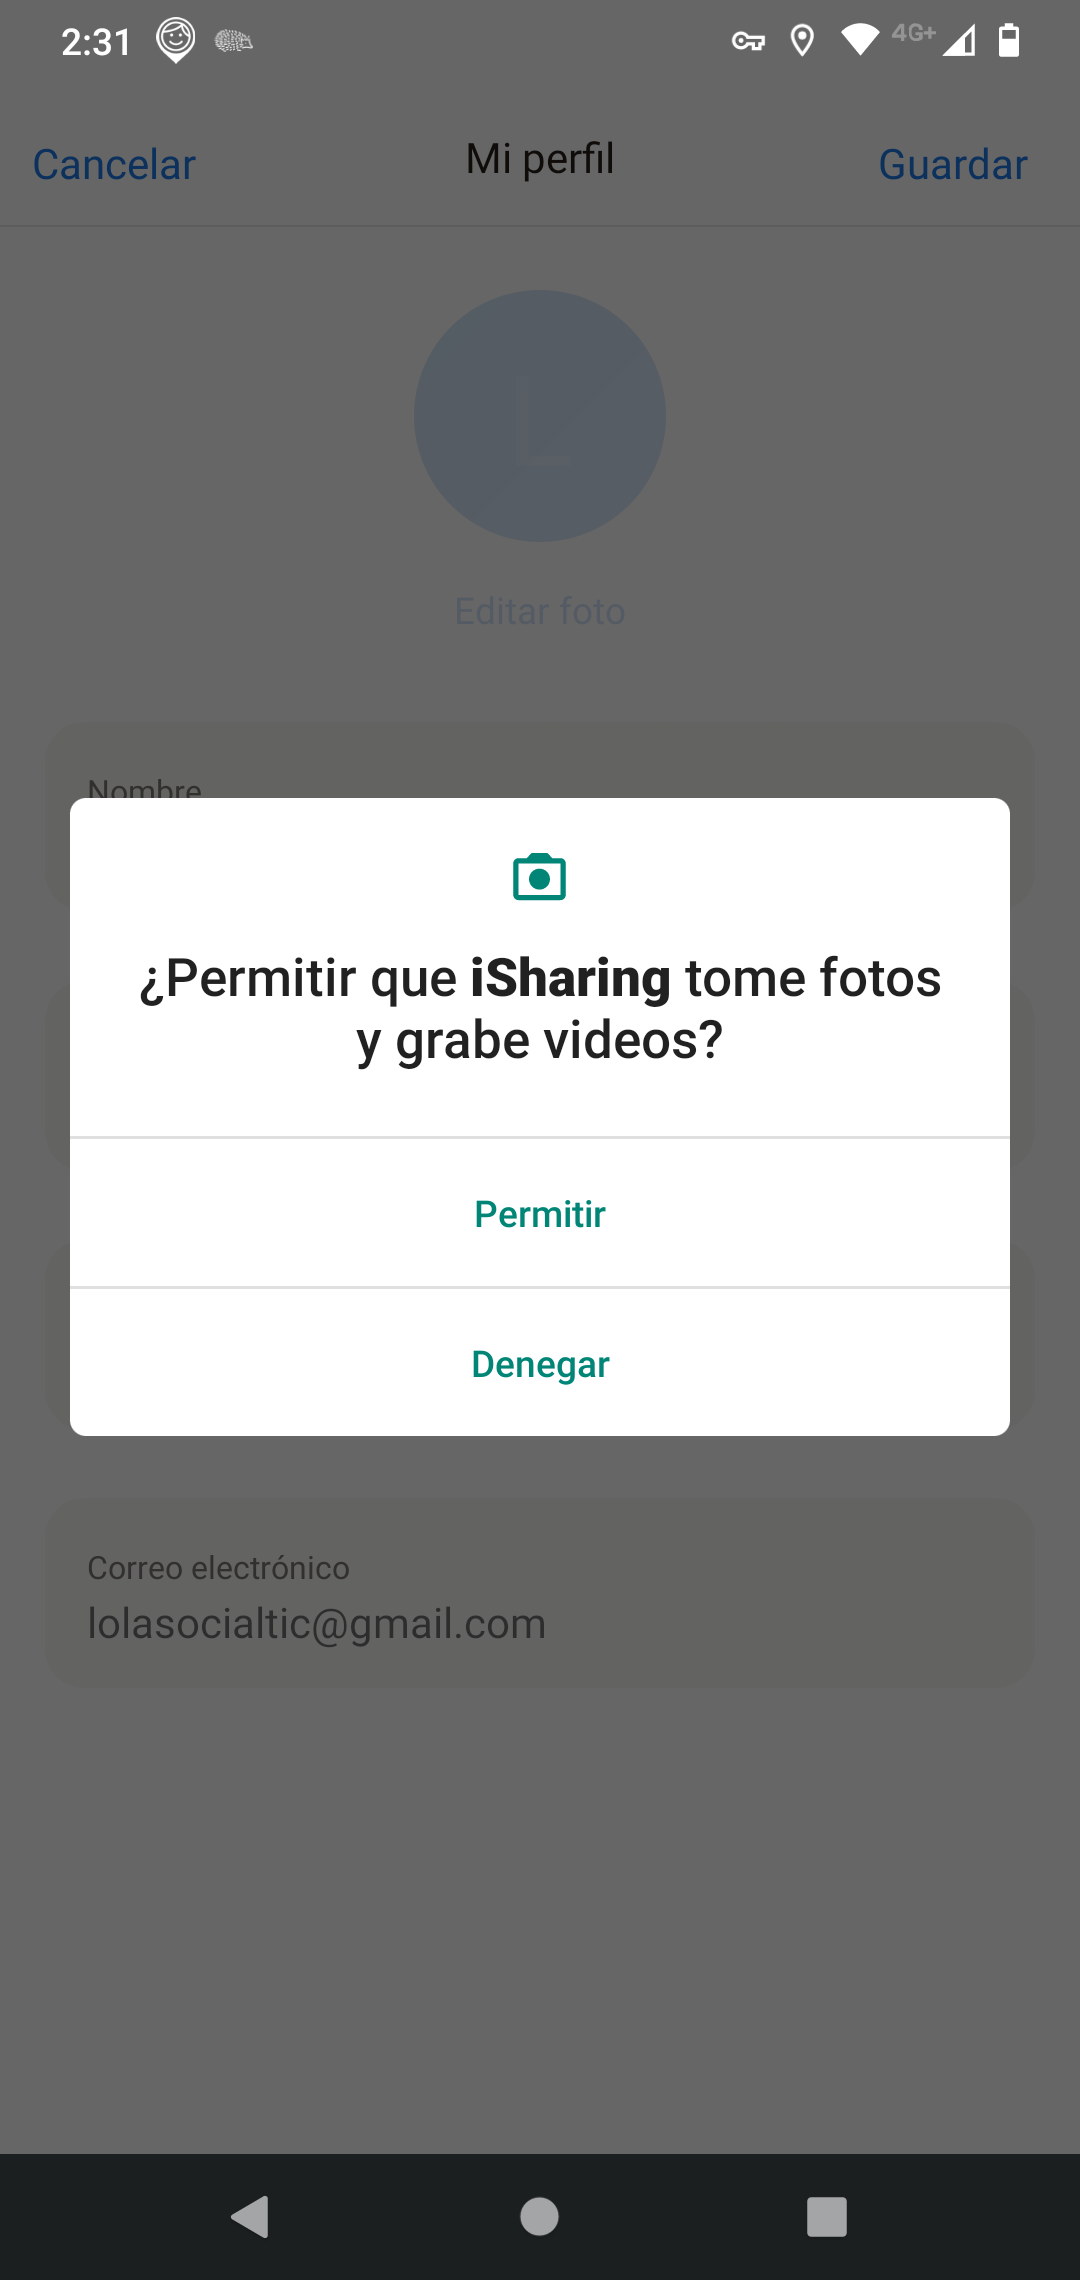 2:31
4G+
Cancelar
Mi perfil
Guardar
L
Editar foto
Nombre
¿Permitir que iSharing tome fotos
y grabe videos?
Permitir
Denegar
Correo electrónico
lolasocialtic@gmail.com